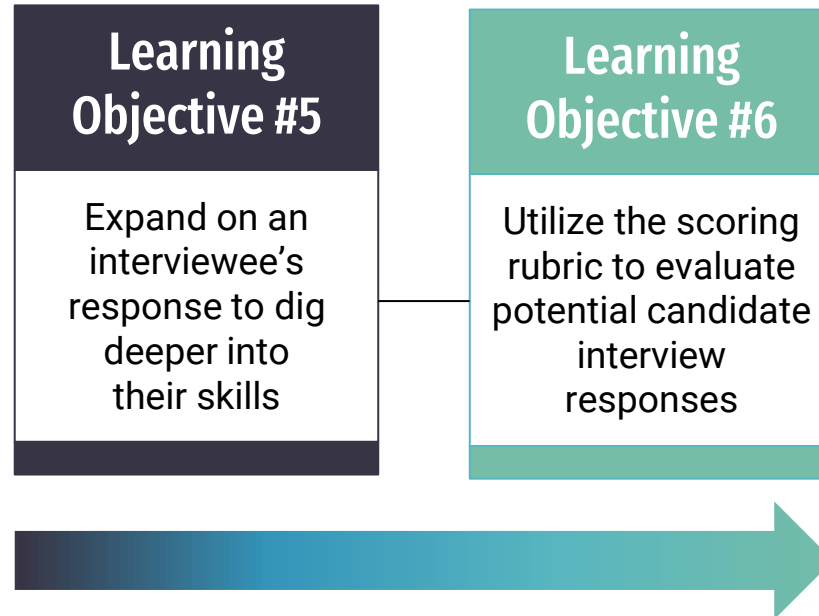 Learning
Objective #5
Expand on an
interviewee’s
response to dig
deeper into
their skills
Learning
Objective #6
Utilize the scoring
rubric to evaluate
potential candidate
interview
responses